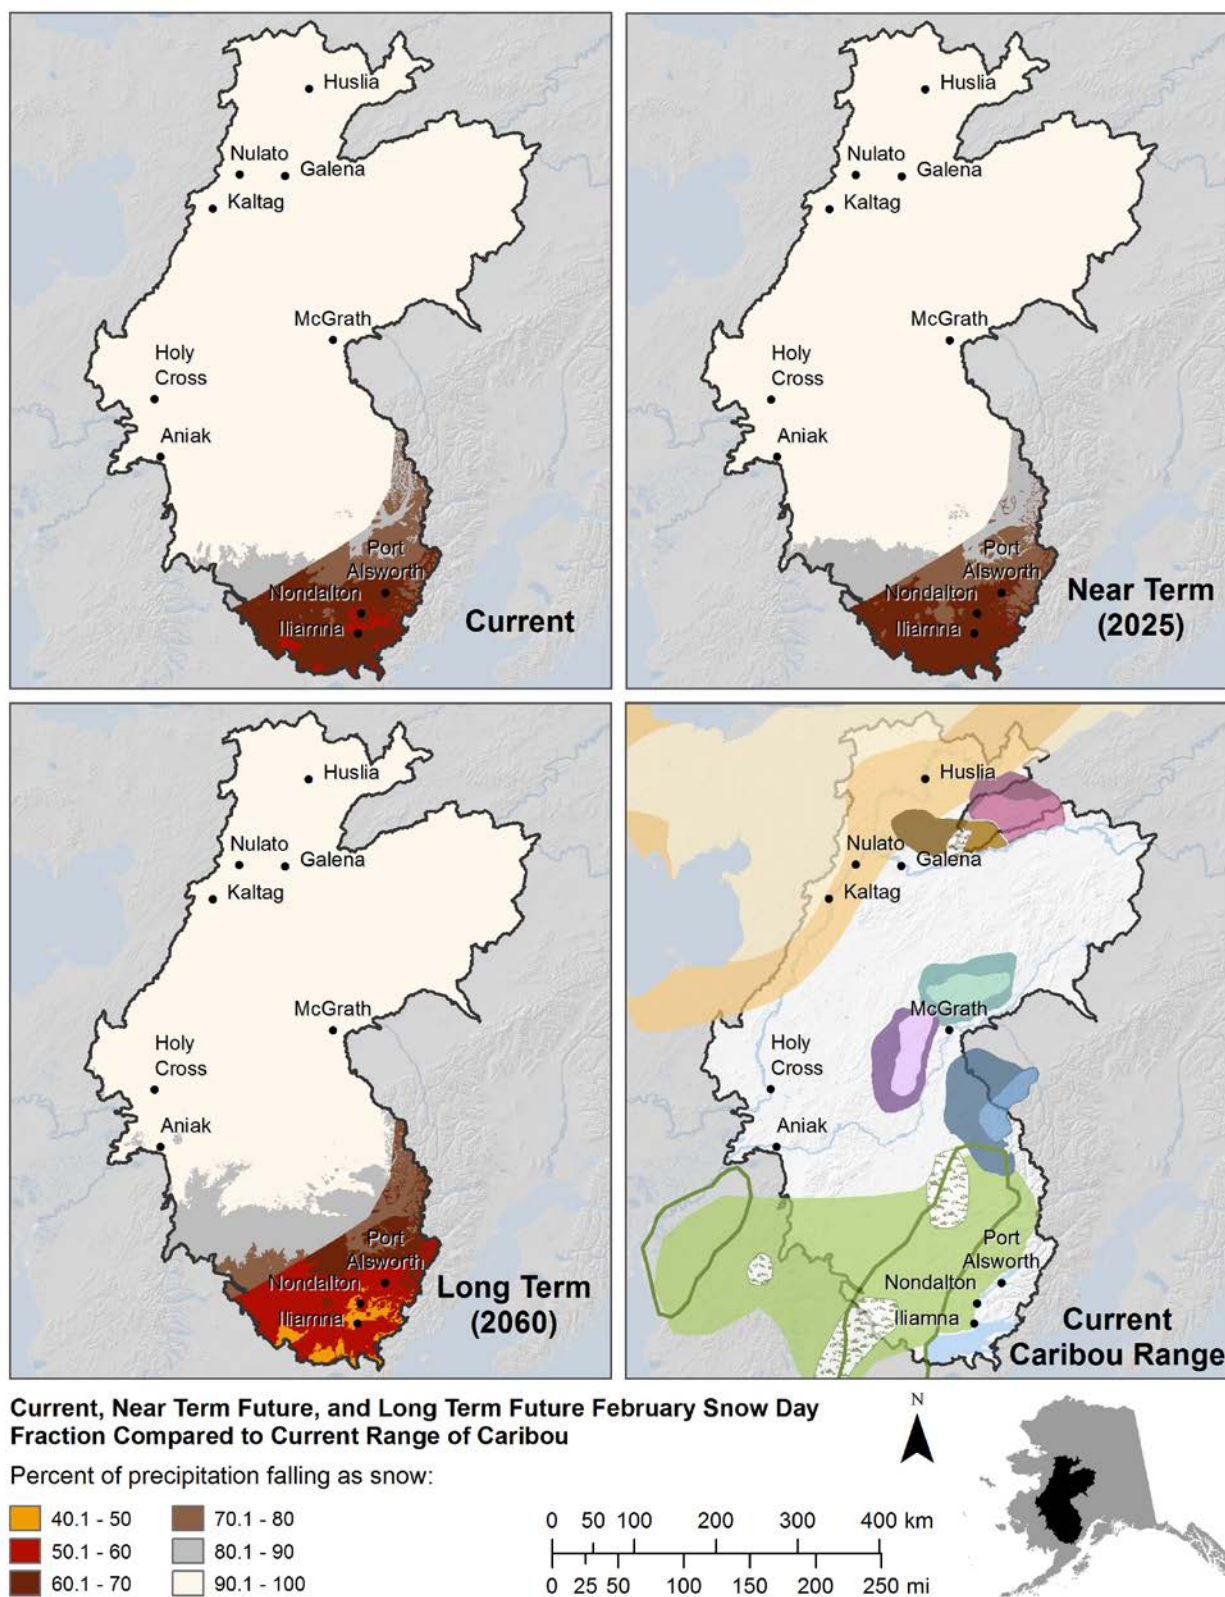 Huslia
Nulato
Galena
Kaltag
McGrath
Holy
Cross
Aniak
Port
Alsworth
Nondalton
Iliamna
Current
Huslia
Nulato
Galena
Kaltag
McGrath
Holy
Cross
Aniak
Port
Alsworth
Nondalton
Iliamna
Near Term
(2025)
Huslia
Nulato
Galena
Kaltag
McGrath
Holy
Cross
Aniak
Port
Alsworth
Nondalton
Iliamna
Long Term
(2060)
Huslia
Nulato
Galena
Kaltag
McGrath
Holy
Cross
Aniak
Port
Alsworth
Nondalton
Iliamna
Current
Caribou Range
Current, Near Term Future, and Long Term Future February Snow Day
Fraction Compared to Current Range of Caribou
Percent of precipitation falling as snow:
40.1 - 50
50.1 - 60
60.1 - 70
70.1 - 80
80.1 - 90
90.1 - 100
0 50 100 200 300 400 km
0 25 50 100 150 200 250 mi
N